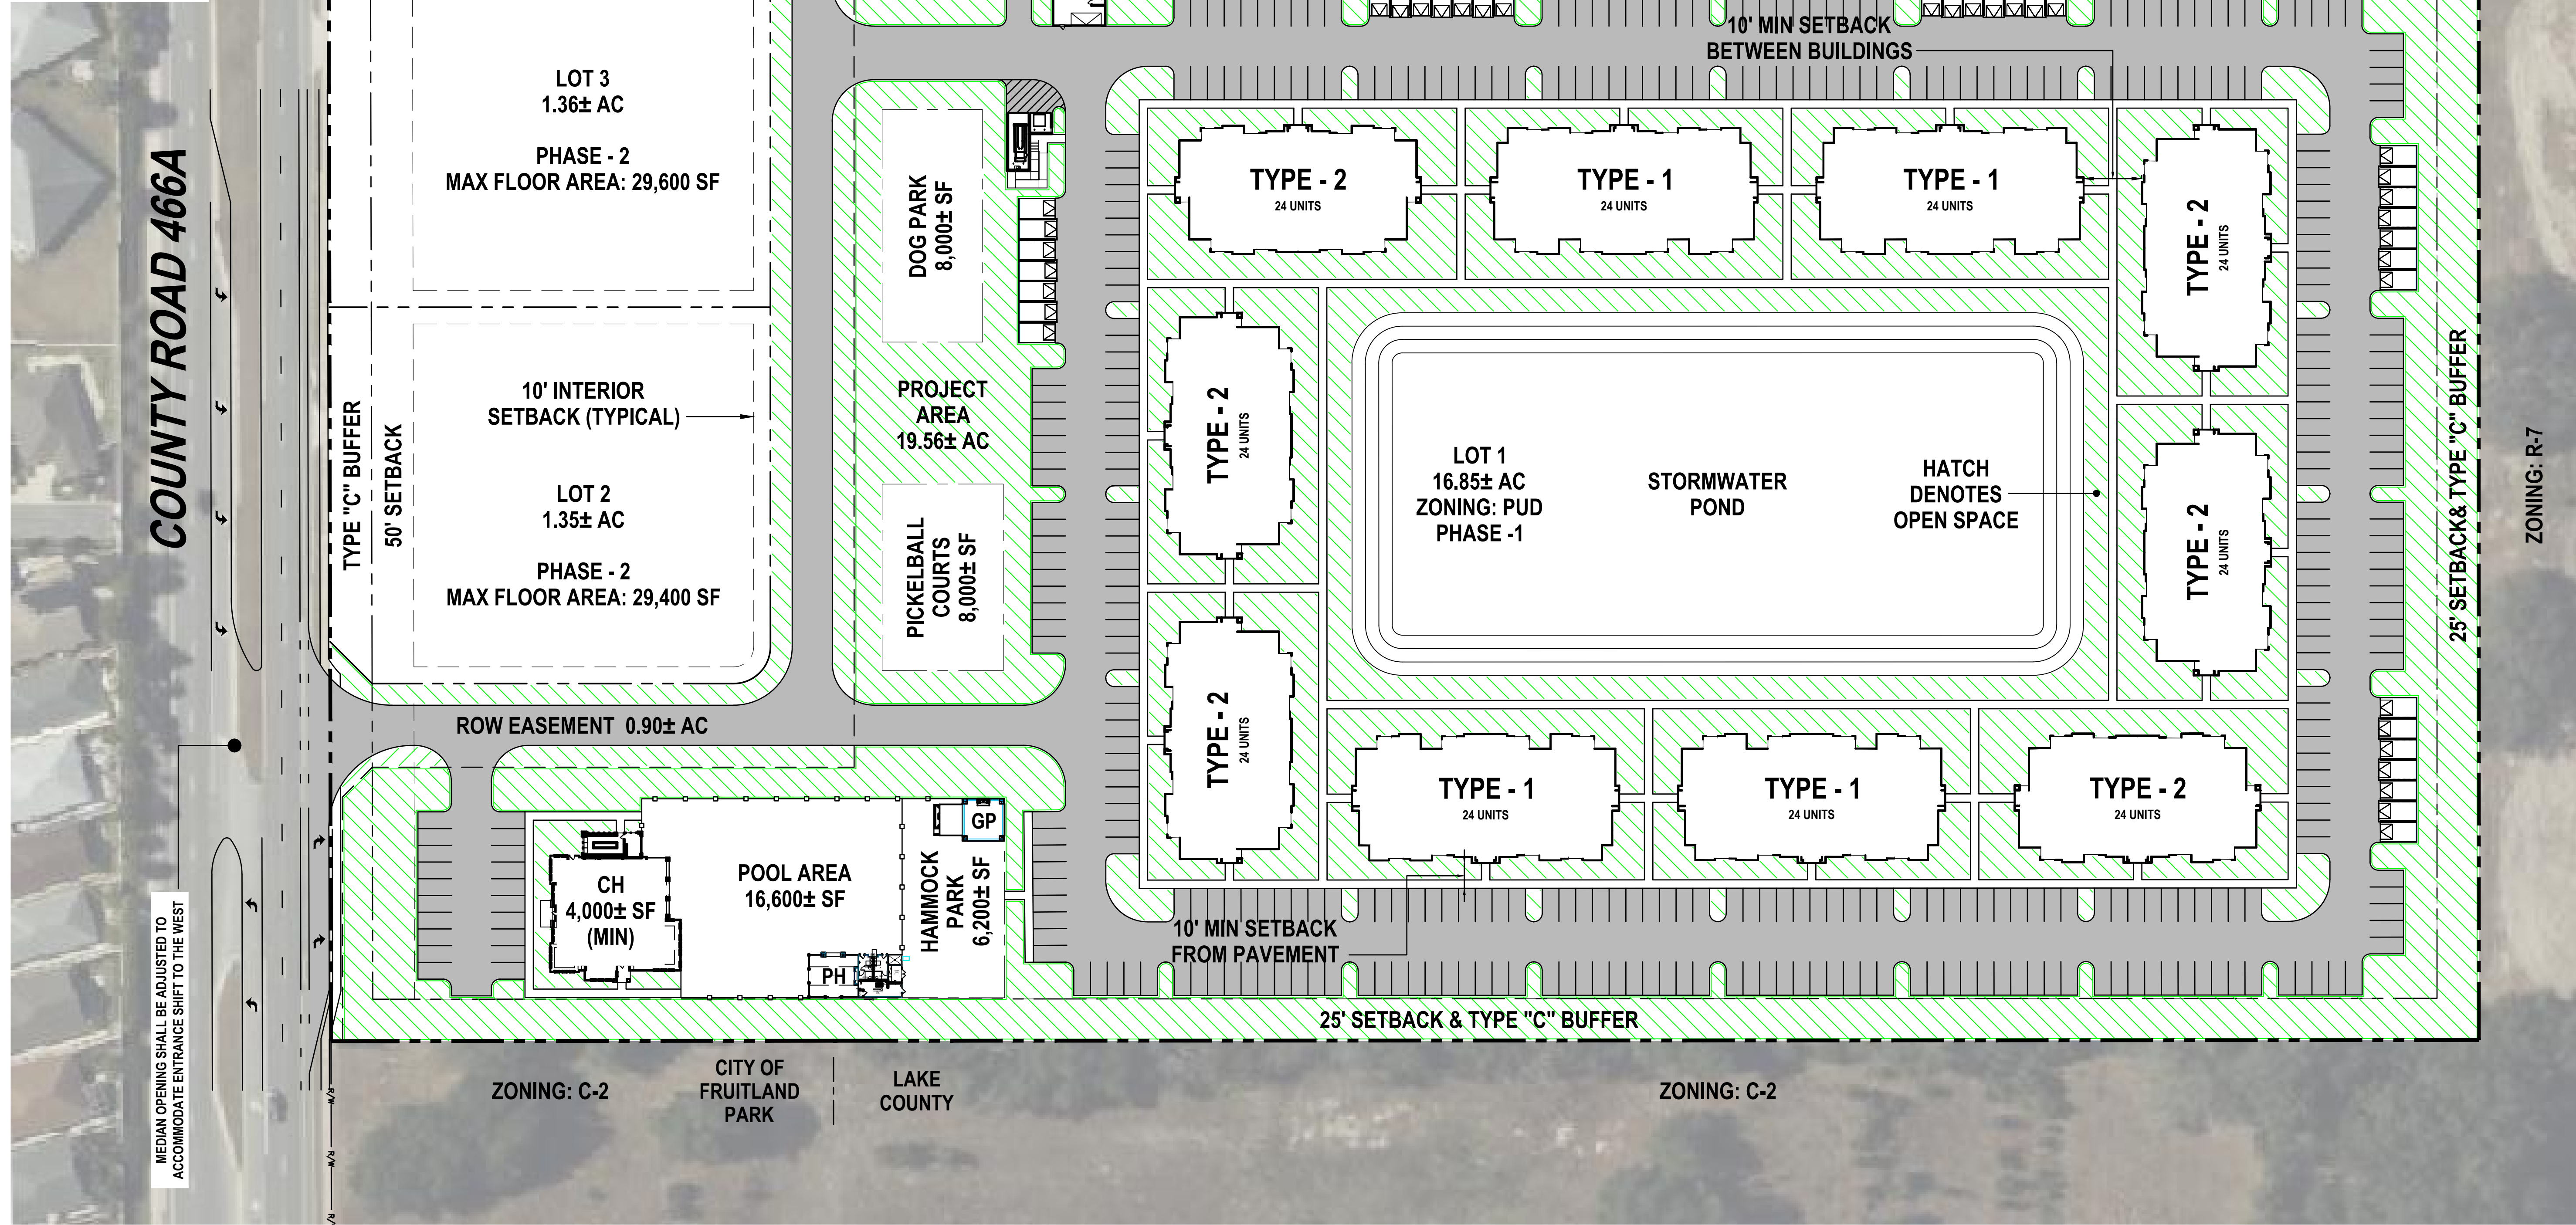 COUNTY ROAD 466A
LOT 3
1.36± AC
PHASE - 2
MAX FLOOR AREA: 29,600 SF
10' INTERIOR
SETBACK (TYPICAL)
LOT 2
1.35± AC
PHASE - 2
MAX FLOOR AREA: 29,400 SF
TYPE "C" BUFFER
50' SETBACK
ROW EASEMENT 0.90± AC
DOG PARK
8,000± SF
PROJECT
AREA
19.56± AC
PICKELBALL
COURTS
8,000± SF
10' MIN SETBACK
BETWEEN BUILDINGS
TYPE - 2
24 UNITS
TYPE - 1
24 UNITS
TYPE - 1
24 UNITS
TYPE - 2
24 UNITS
TYPE - 2
24 UNITS
LOT 1
16.85± AC
ZONING: PUD
PHASE -1
STORMWATER
POND
HATCH
DENOTES
OPEN SPACE
TYPE - 2
24 UNITS
TYPE - 2
24 UNITS
TYPE - 1
24 UNITS
TYPE - 1
24 UNITS
TYPE - 2
24 UNITS
25' SETBACK& TYPE "C" BUFFER
ZONING: R-7
CH
4,000± SF
(MIN)
POOL AREA
16,600± SF
PH
GP
HAMMOCK
PARK
6,200± SF
10' MIN SETBACK
FROM PAVEMENT
25' SETBACK & TYPE "C" BUFFER
MEDIAN OPENING SHALL BE ADJUSTED TO
ACCOMMODATE ENTRANCE SHIFT TO THE WEST
ZONING: C-2
CITY OF
FRUITLAND
PARK
LAKE
COUNTY
ZONING: C-2
R/W
R/W